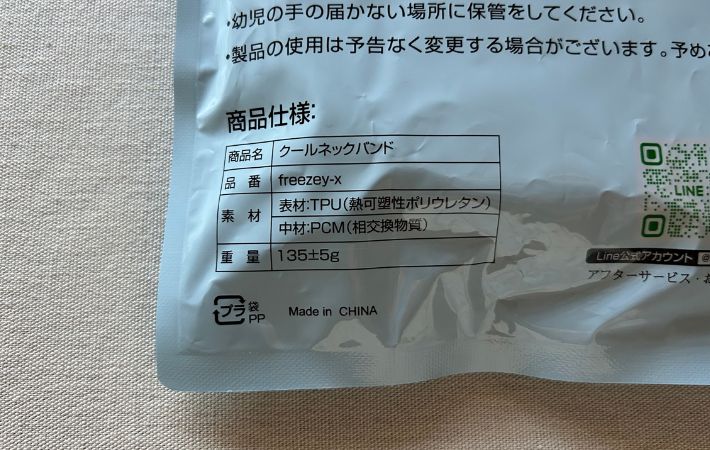 ・幼児の手の届かない場所に保管をしてください。
・製品の使用は予告なく変更する場合がございます。予め
商品仕様:
商品名 クールネックバンド
品番 freezey-x
素材 表材:TPU(熱可塑性ポリウレタン)
中材:PCM(相交換物質)
重量 135±5g
プラ 袋
PP
Made in CHINA
LINE
Line公式アカウント
アフターサービス・